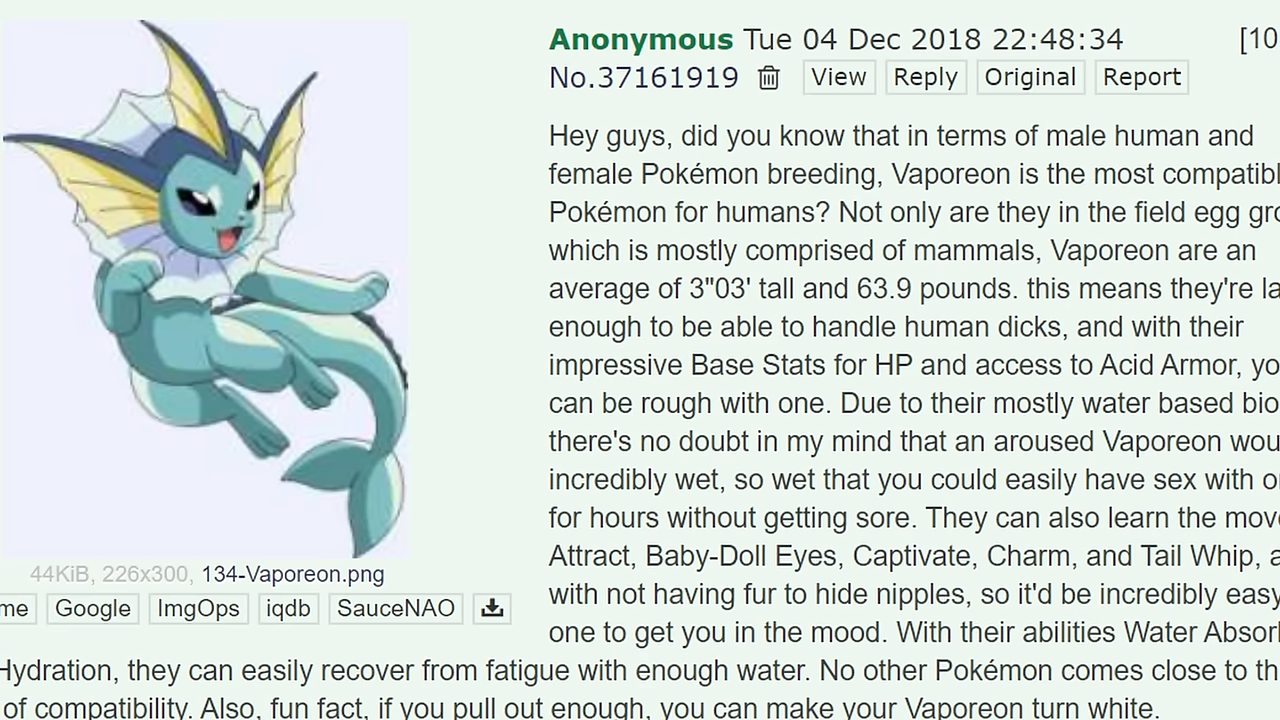 Anonymous Tue 04 Dec 2018 22:48:34 [10
No.37161919 View Reply Original Report
Hey guys, did you know that in terms of male human and
female Pokémon breeding, Vaporeon is the most compatibl
Pokémon for humans? Not only are they in the field egg gro
which is mostly comprised of mammals, Vaporeon are an
average of 3"03' tall and 63.9 pounds. this means they're la
enough to be able to handle human dicks, and with their
impressive Base Stats for HP and access to Acid Armor, yo
can be rough with one. Due to their mostly water based bio
there's no doubt in my mind that an aroused Vaporeon wou
incredibly wet, so wet that you could easily have sex with o
for hours without getting sore. They can also learn the mov
Attract, Baby-Doll Eyes, Captivate, Charm, and Tail Whip, a
with not having fur to hide nipples, so it'd be incredibly easy
one to get you in the mood. With their abilities Water Absor
Hydration, they can easily recover from fatigue with enough water. No other Pokémon comes close to th
of compatibility. Also, fun fact, if you pull out enough, you can make your Vaporeon turn white.
44KiB, 226x300, 134-Vaporeon.png
me Google ImgOps iqdb SauceNAO